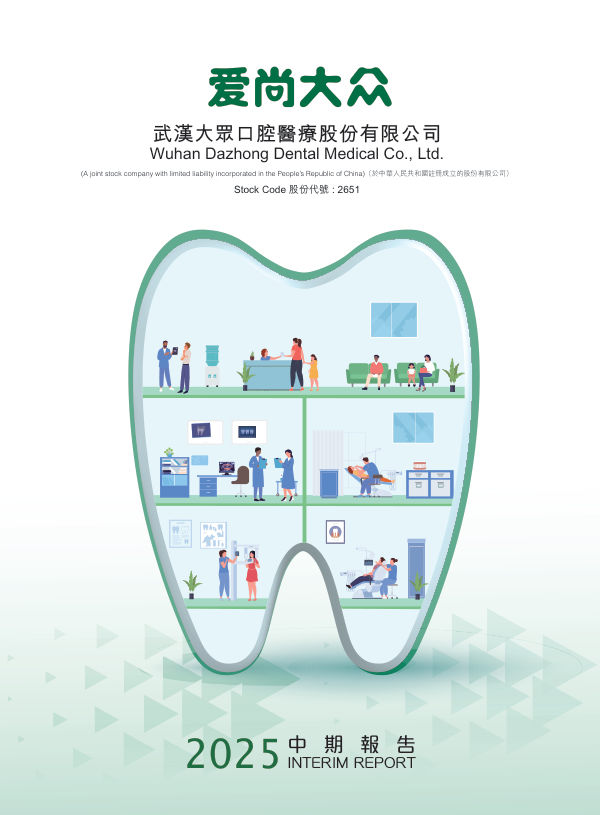 爱尚大众
武漢大眾口腔醫療股份有限公司
Wuhan Dazhong Dental Medical Co., Ltd.
(A joint stock company with limited liability incorporated in the People's Republic of China)（於中華人民共和國註冊成立的股份有限公司）
Stock Code 股份代號 : 2651
2025 中期報告
INTERIM REPORT